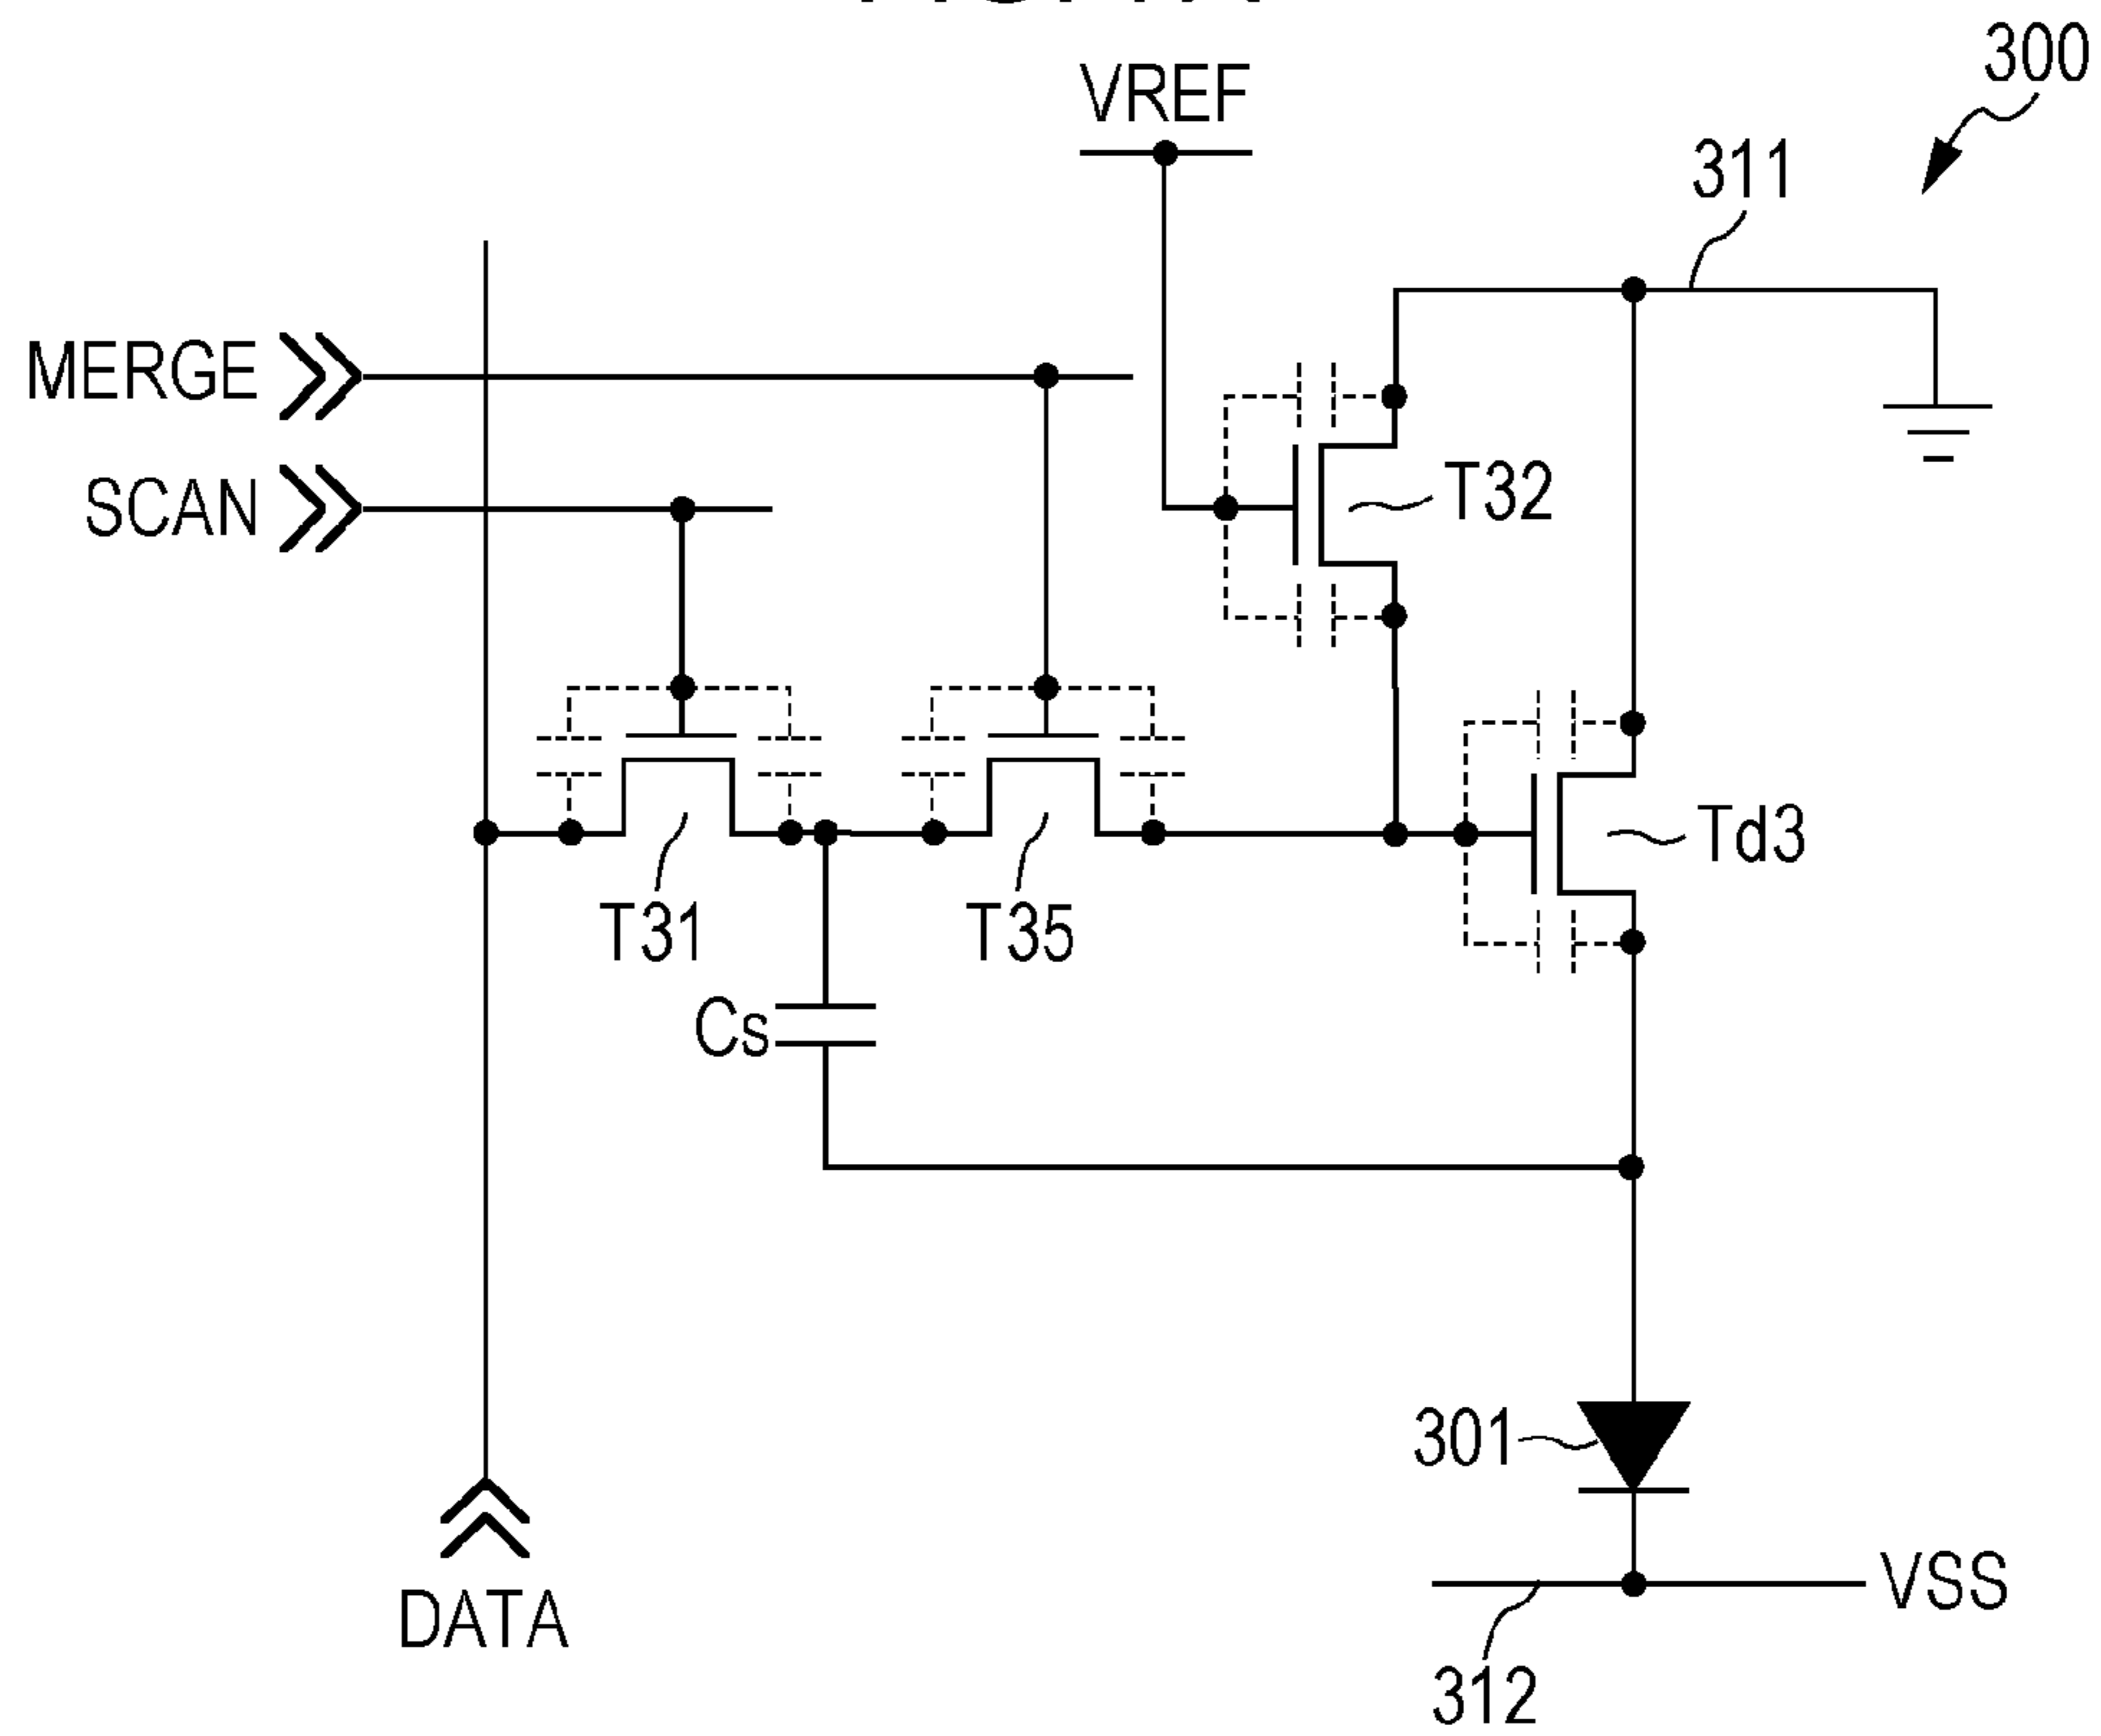 300
VREF
311
MERGE
SCAN
T32
Td3
T31
T35
Cs
301
VSS
DATA
312